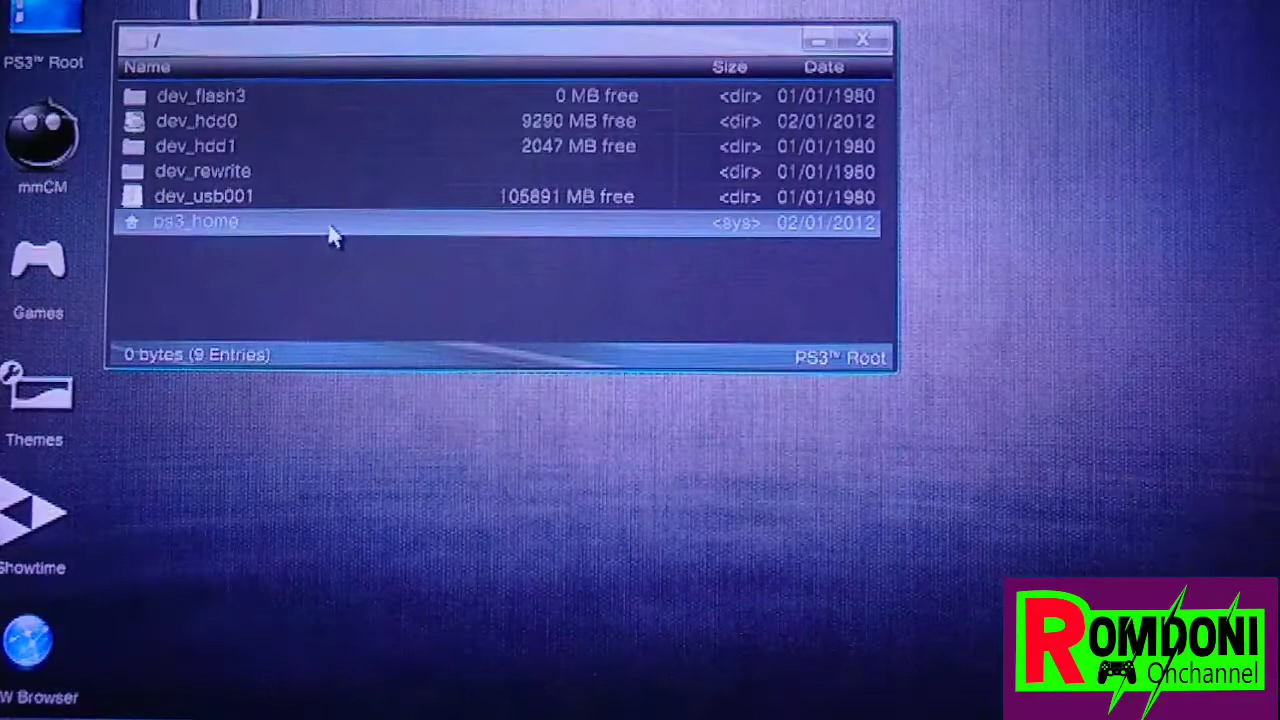 PS3™ Root
mmCM
Games
Themes
Showtime
W Browser
/
Name Size Date
dev_flash3 0 MB free <dir> 01/01/1980
dev_hdd0 9290 MB free <dir> 02/01/2012
dev_hdd1 2047 MB free <dir> 01/01/1980
dev_rewrite <dir> 01/01/1980
dev_usb001 105891 MB free <dir> 01/01/1980
ps3_home <sys> 02/01/2012
0 bytes (9 Entries) PS3™ Root
ROMDONI
Onchannel